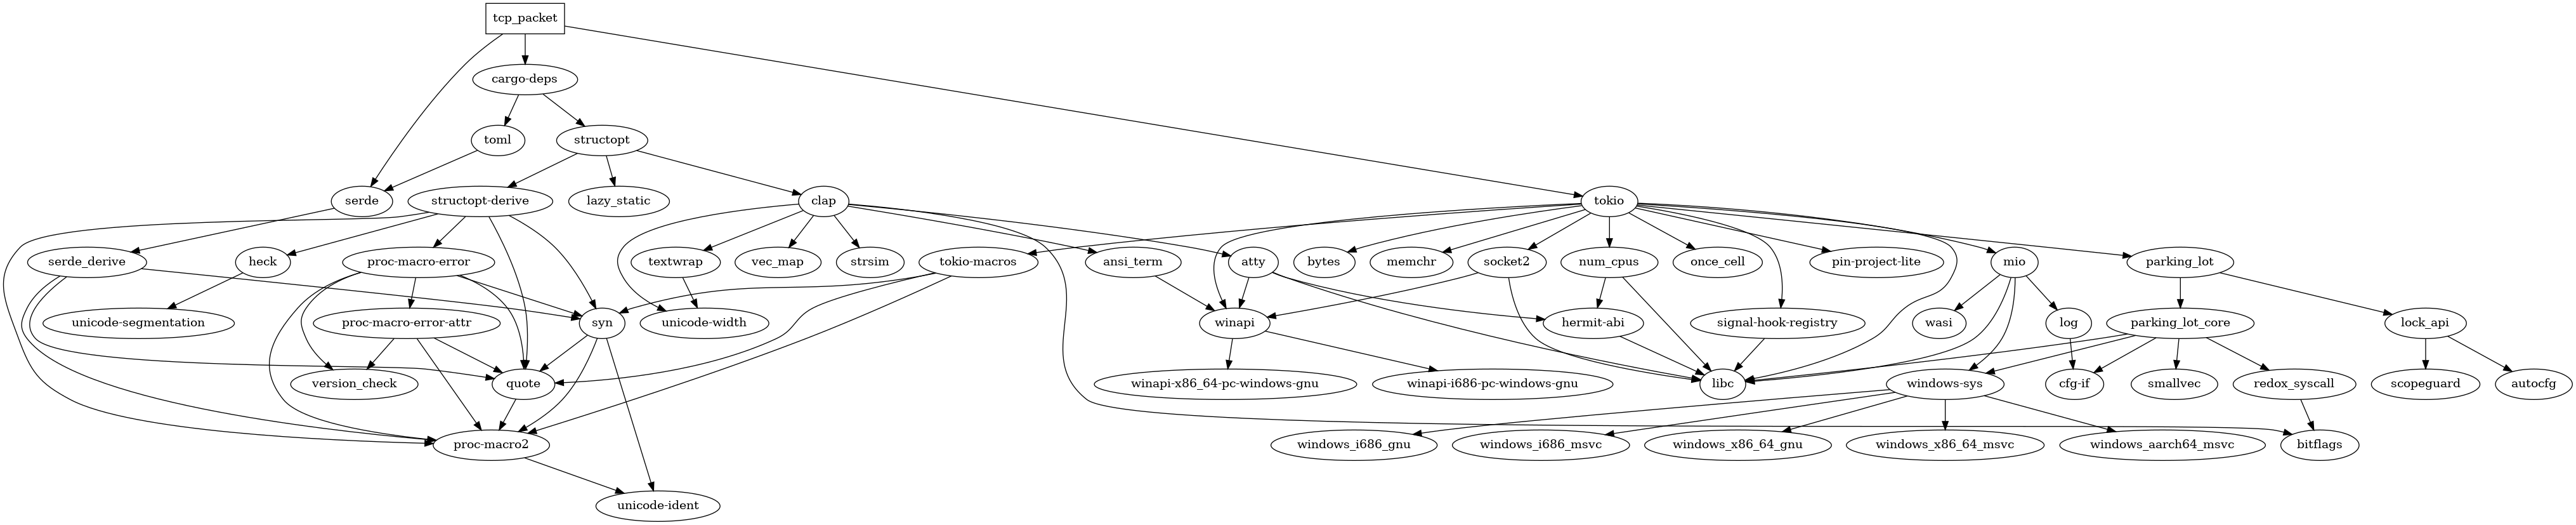 tcp_packet
cargo-deps
toml
structopt
serde
structopt-derive
lazy_static
clap
tokio
serde_derive
heck
proc-macro-error
textwrap
vec_map
strsim
tokio-macros
ansi_term
atty
bytes
memchr
socket2
num_cpus
once_cell
pin-project-lite
mio
parking_lot
unicode-segmentation
proc-macro-error-attr
syn
unicode-width
winapi
hermit-abi
signal-hook-registry
wasi
log
parking_lot_core
lock_api
version_check
quote
winapi-x86_64-pc-windows-gnu
winapi-i686-pc-windows-gnu
libc
windows-sys
cfg-if
smallvec
redox_syscall
scopeguard
autocfg
proc-macro2
windows_i686_gnu
windows_i686_msvc
windows_x86_64_gnu
windows_x86_64_msvc
windows_aarch64_msvc
bitflags
unicode-ident